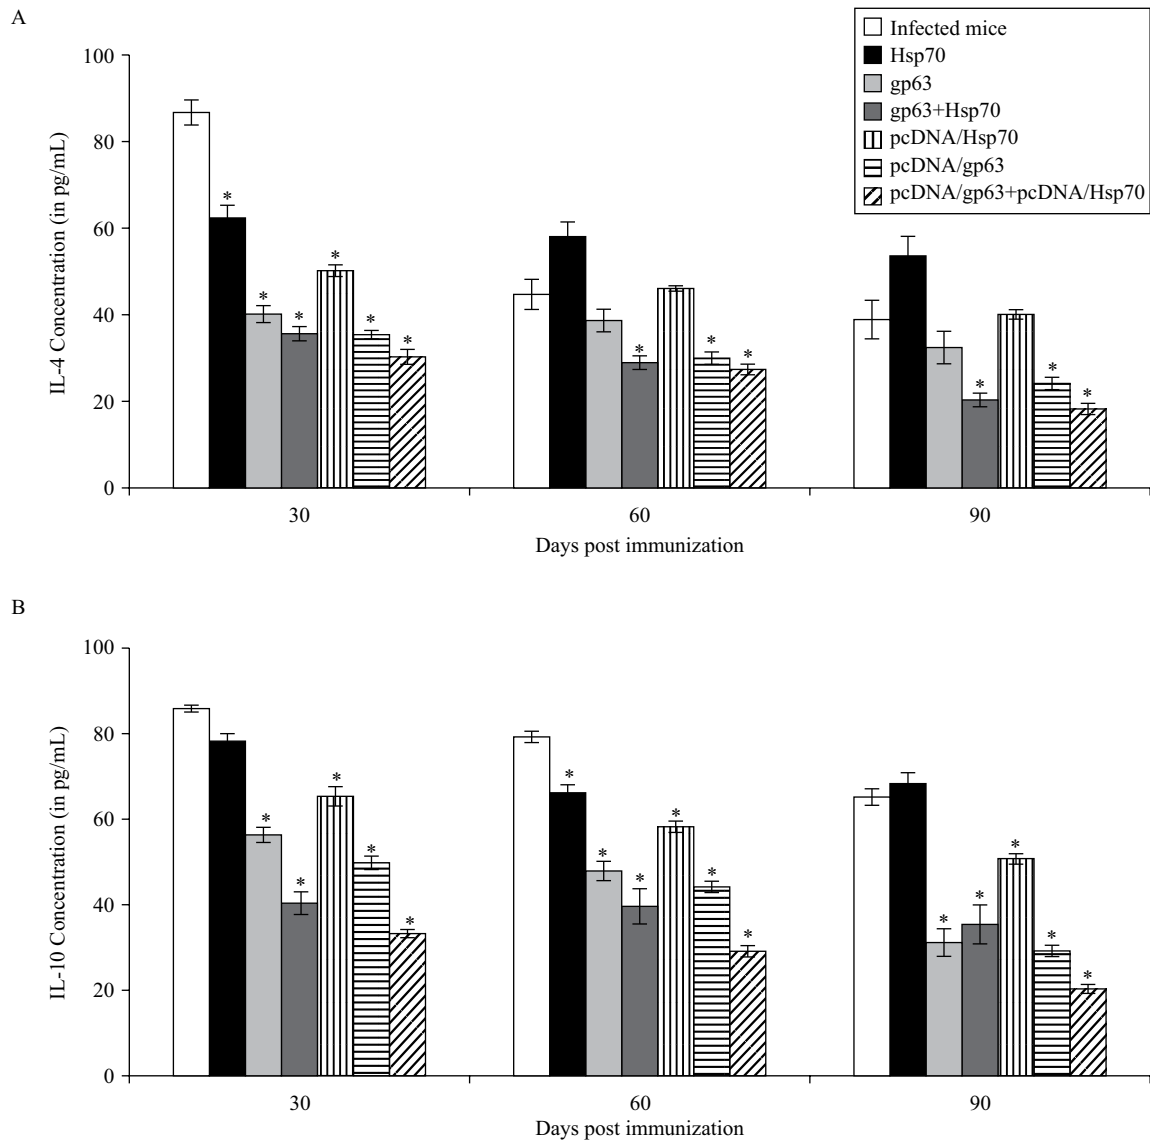 A
Infected mice
Hsp70
gp63
gp63+Hsp70
pcDNA/Hsp70
pcDNA/gp63
pcDNA/gp63+pcDNA/Hsp70
IL-4 Concentration (in pg/mL)
100
80
60
40
20
0
* * * * * *
* * *
* * *
30 60 90
Days post immunization
B
IL-10 Concentration (in pg/mL)
100
80
60
40
20
0
* * * * *
* * * * * *
* * * * *
30 60 90
Days post immunization